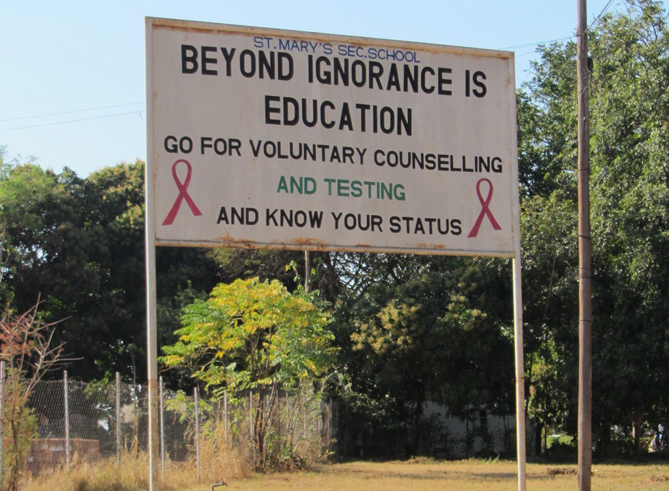 ST.MARY'S SEC.SCHOOL
BEYOND IGNORANCE IS
EDUCATION
GO FOR VOLUNTARY COUNSELLING
AND TESTING
AND KNOW YOUR STATUS